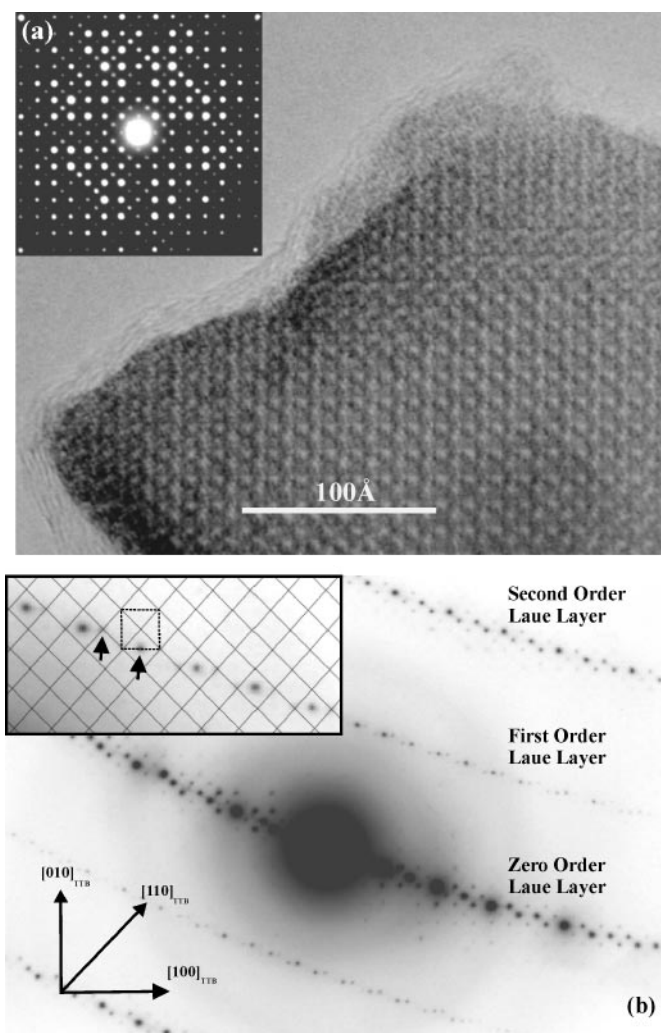 (a)
100Å
Second Order
Laue Layer
First Order
Laue Layer
Zero Order
Laue Layer
[010]TTB
[110]TTB
[100]TTB
(b)